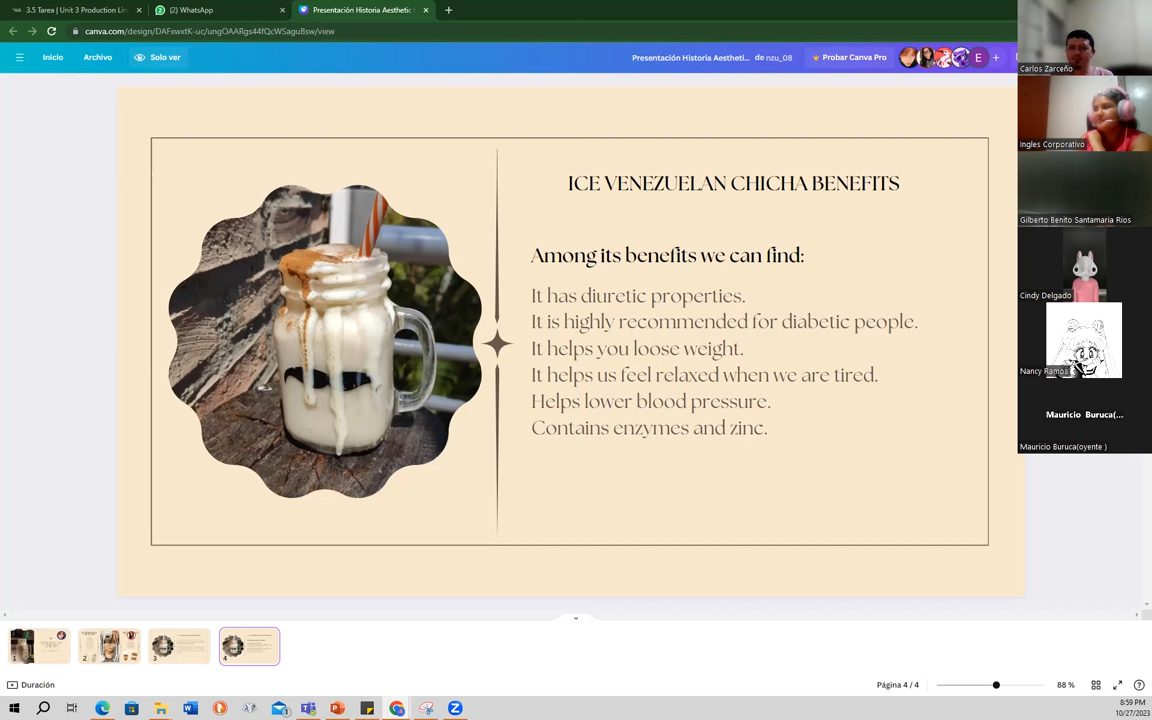 3.5 Tarea | Unit 3 Production Lin
(2) WhatsApp
Presentación Historia Aesthetic
canva.com/design/DAFxwxtK-uc/ungOAARgs44fQcWSaguBsw/view
Inicio
Archivo
Solo ver
Presentación Historia Aestheti... de nzu_08
Probar Canva Pro
E
Carlos Zarceño
Ingles Corporativo
Gilberto Benito Santamaria Rios
Cindy Delgado
Nancy Ramos
Mauricio Buruca(...
Mauricio Buruca(oyente )
ICE VENEZUELAN CHICHA BENEFITS
Among its benefits we can find:
It has diuretic properties.
It is highly recommended for diabetic people.
It helps you loose weight.
It helps us feel relaxed when we are tired.
Helps lower blood pressure.
Contains enzymes and zinc.
1
2
3
4
Duración
Página 4 / 4
88 %
8:59 PM
10/27/2023